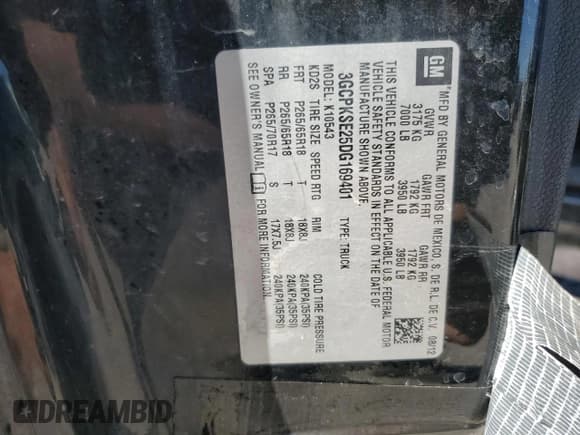 GM
MFD BY GENERAL MOTORS OF MEXICO, S. DE R.L. DE C.V. 08/12
GVWR GAWR FRT GAWR RR
3175 KG 1792 KG 1792 KG
7000 LB 3950 LB 3950 LB
THIS VEHICLE CONFORMS TO ALL APPLICABLE U.S. FEDERAL MOTOR
VEHICLE SAFETY STANDARDS IN EFFECT ON THE DATE OF
MANUFACTURE SHOWN ABOVE.
3GCPKSE25DG169401 TYPE: TRUCK
MODEL: K10543
KD2S TIRE SIZE SPEED RTG RIM COLD TIRE PRESSURE
FRT P265/65R18 T 18X8J 240KPA(35PSI)
RR P265/65R18 T 18X8J 240KPA(35PSI)
SPA P265/70R17 S 17X7.5J 240KPA(35PSI)
SEE OWNER'S MANUAL FOR MORE INFORMATION.
DREAMBID